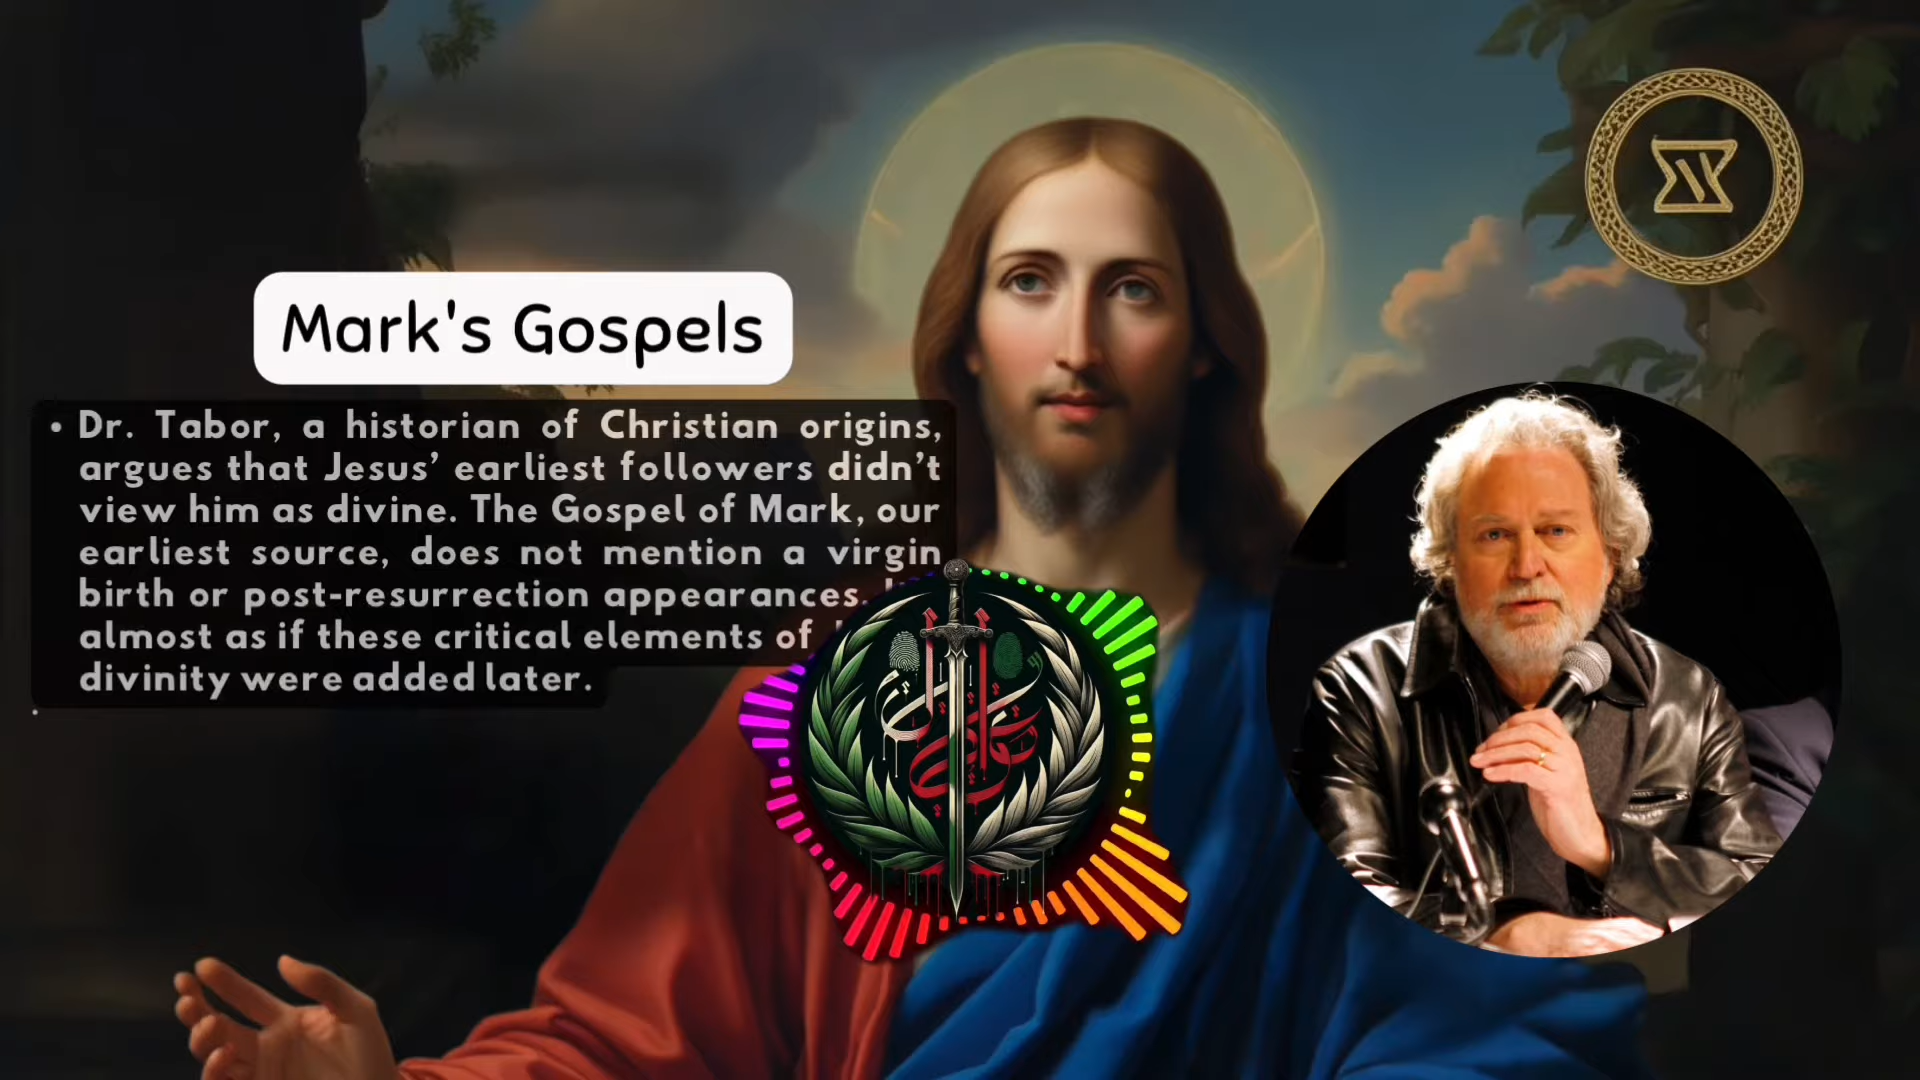 Mark's Gospels
• Dr. Tabor, a historian of Christian origins,
argues that Jesus’ earliest followers didn’t
view him as divine. The Gospel of Mark, our
earliest source, does not mention a virgin
birth or post-resurrection appearances.
almost as if these critical elements of
divinity were added later.